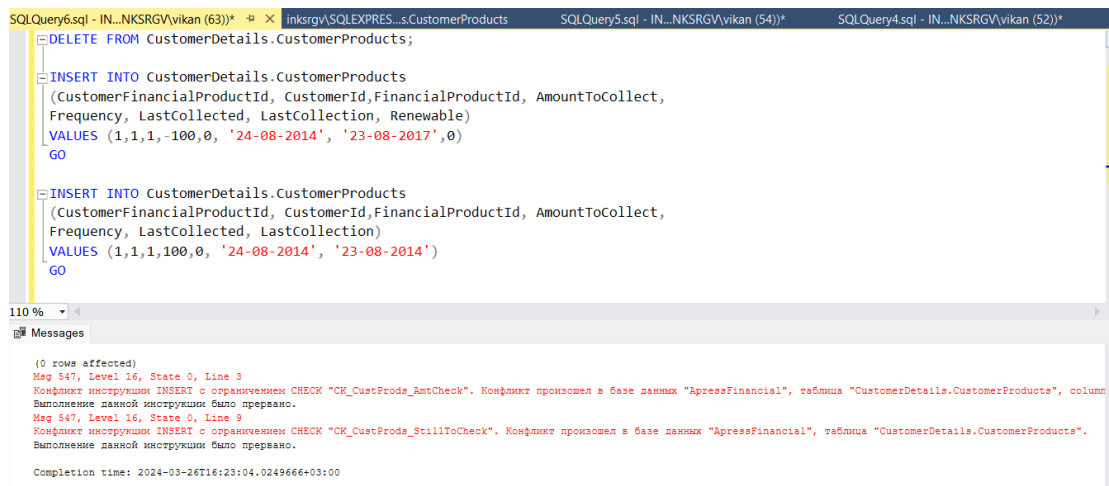 SQLQuery6.sql - IN...NKSRGV\vikan (63))* inksrgv\SQLEXPRES...s.CustomerProducts SQLQuery5.sql - IN...NKSRGV\vikan (54))* SQLQuery4.sql - IN...NKSRGV\vikan (52))*
DELETE FROM CustomerDetails.CustomerProducts;
INSERT INTO CustomerDetails.CustomerProducts
(CustomerFinancialProductId, CustomerId,FinancialProductId, AmountToCollect,
Frequency, LastCollected, LastCollection, Renewable)
VALUES (1,1,1,-100,0, '24-08-2014', '23-08-2017',0)
GO
INSERT INTO CustomerDetails.CustomerProducts
(CustomerFinancialProductId, CustomerId,FinancialProductId, AmountToCollect,
Frequency, LastCollected, LastCollection)
VALUES (1,1,1,100,0, '24-08-2014', '23-08-2014')
GO
110 %
Messages
(0 rows affected)
Msg 547, Level 16, State 0, Line 3
Конфликт инструкции INSERT с ограничением CHECK "CK_CustProds_AmtCheck". Конфликт произошел в базе данных "ApressFinancial", таблица "CustomerDetails.CustomerProducts", column
Выполнение данной инструкции было прервано.
Msg 547, Level 16, State 0, Line 9
Конфликт инструкции INSERT с ограничением CHECK "CK_CustProds_StillToCheck". Конфликт произошел в базе данных "ApressFinancial", таблица "CustomerDetails.CustomerProducts".
Выполнение данной инструкции было прервано.
Completion time: 2024-03-26T16:23:04.0249666+03:00